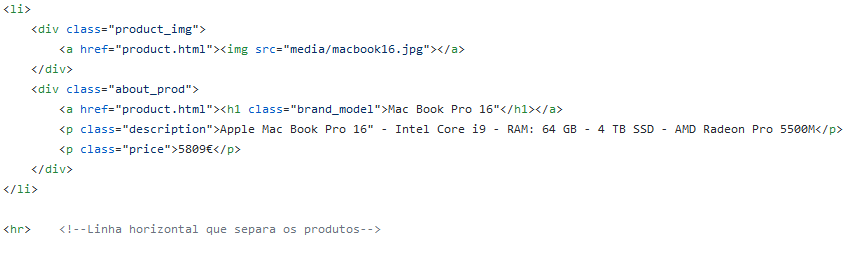 <li>
<div class="product_img">
<a href="product.html"><img src="media/macbook16.jpg"></a>
</div>
<div class="about_prod">
<a href="product.html"><h1 class="brand_model">Mac Book Pro 16"</h1></a>
<p class="description">Apple Mac Book Pro 16" - Intel Core i9 - RAM: 64 GB - 4 TB SSD - AMD Radeon Pro 5500M</p>
<p class="price">5809€</p>
</div>
</li>
<hr> <!--Linha horizontal que separa os produtos-->